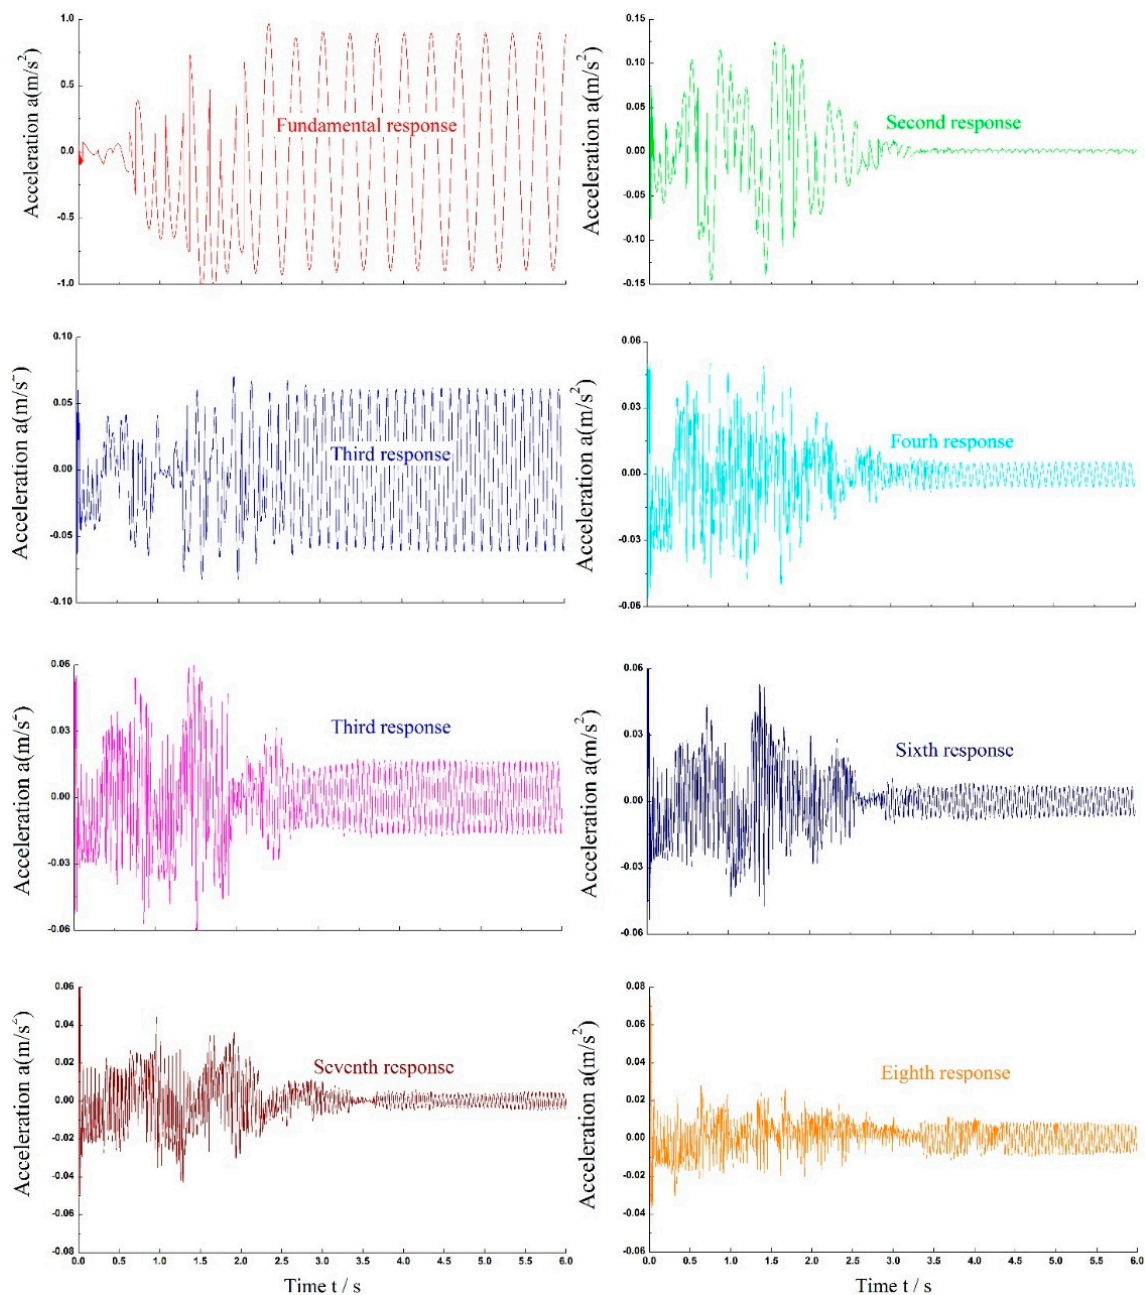 Acceleration a(m/s²)
1.0
0.5
0.0
-0.5
-1.0
Fundamental response
Acceleration a(m/s²)
0.15
0.10
0.05
0.00
-0.05
-0.10
-0.15
Second response
Acceleration a(m/s²)
0.10
0.05
0.00
-0.05
-0.10
Third response
Acceleration a(m/s²)
0.06
0.03
0.00
-0.03
-0.06
Fourh response
Acceleration a(m/s²)
0.06
0.03
0.00
-0.03
-0.06
Third response
Acceleration a(m/s²)
0.06
0.03
0.00
-0.03
-0.06
Sixth response
Acceleration a(m/s²)
0.06
0.04
0.02
0.00
-0.02
-0.04
-0.06
-0.08
Seventh response
0.0 0.5 1.0 1.5 2.0 2.5 3.0 3.5 4.0 4.5 5.0 5.5 6.0
Time t / s
Acceleration a(m/s²)
0.08
0.06
0.04
0.02
0.00
-0.02
-0.04
-0.06
Eighth response
0.0 0.5 1.0 1.5 2.0 2.5 3.0 3.5 4.0 4.5 5.0 5.5 6.0
Time t / s